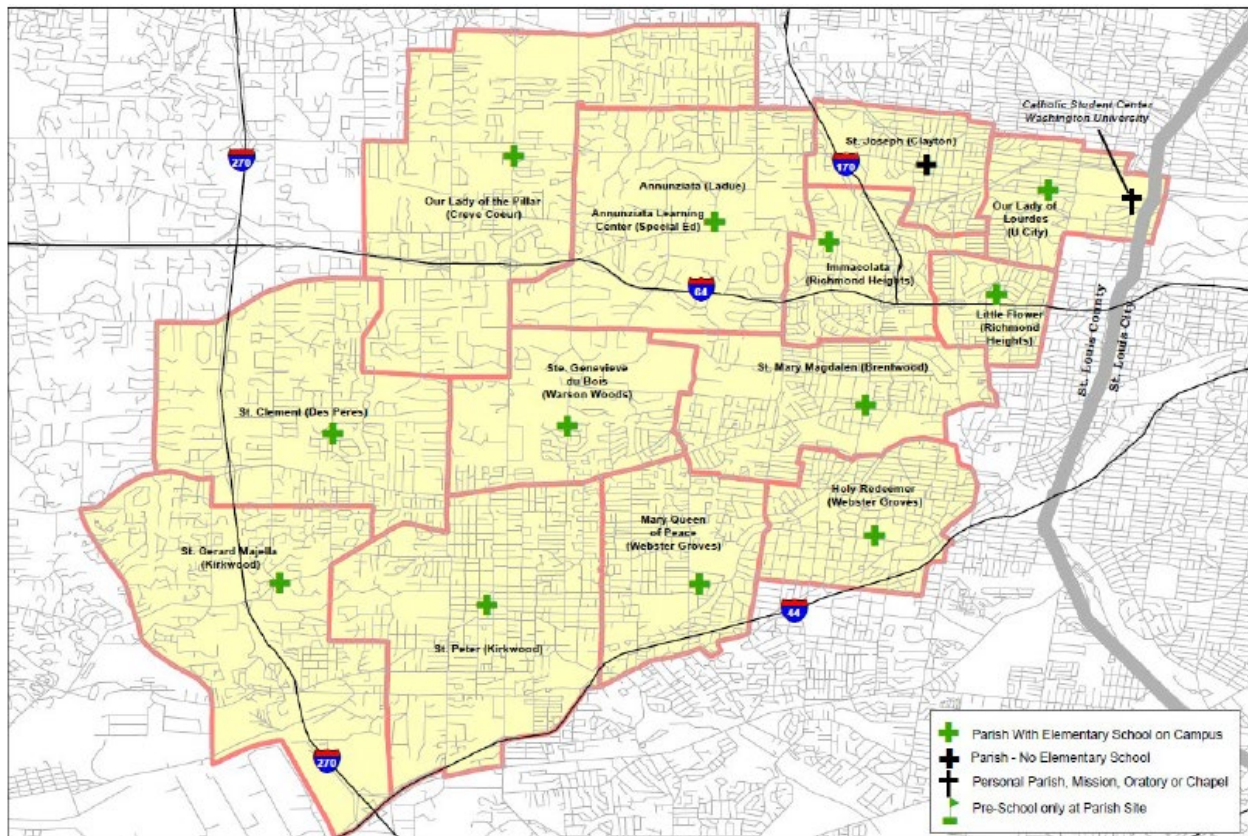 Catholic Student Center
Washington University
270
170
St. Joseph (Clayton)
Annunziata (Ladue)
Our Lady of the Pillar
(Creve Coeur)
Annunziata Learning
Center (Special Ed)
Our Lady of
Lourdes
(U City)
Immacolata
(Richmond Heights)
64
Little Flower
(Richmond
Heights)
St. Louis County
St. Louis City
Ste. Genevieve
du Bois
(Warson Woods)
St. Mary Magdalen (Brentwood)
St. Clement (Des Peres)
Holy Redeemer
(Webster Groves)
Mary Queen
of Peace
(Webster Groves)
St. Gerard Majella
(Kirkwood)
44
St. Peter (Kirkwood)
270
Parish With Elementary School on Campus
Parish - No Elementary School
Personal Parish, Mission, Oratory or Chapel
Pre-School only at Parish Site